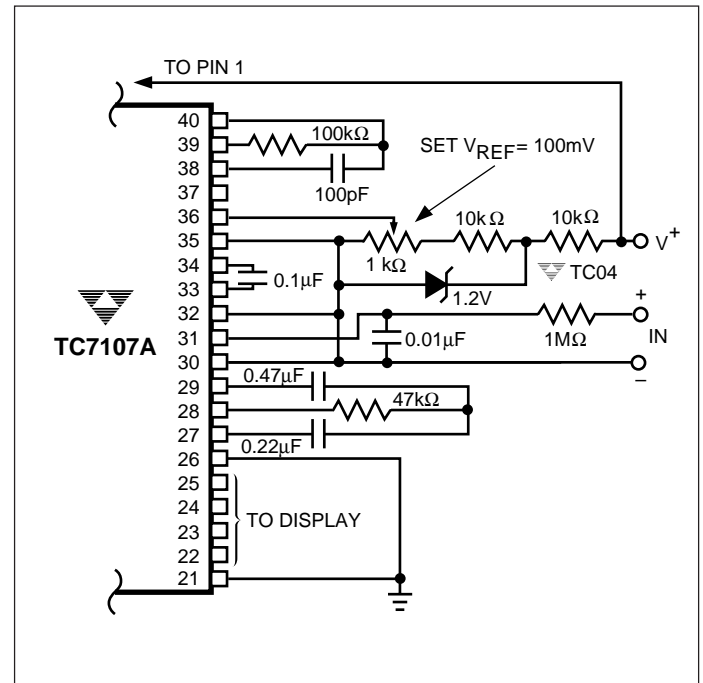 TO PIN 1
TC7107A
40
39
38
37
36
35
34
33
32
31
30
29
28
27
26
25
24
23
22
21
100kΩ
100pF
SET VREF= 100mV
10kΩ
10kΩ
V+
1 kΩ
TC04
1.2V
0.1µF
+
IN
–
1MΩ
0.01µF
0.47µF
47kΩ
0.22µF
TO DISPLAY